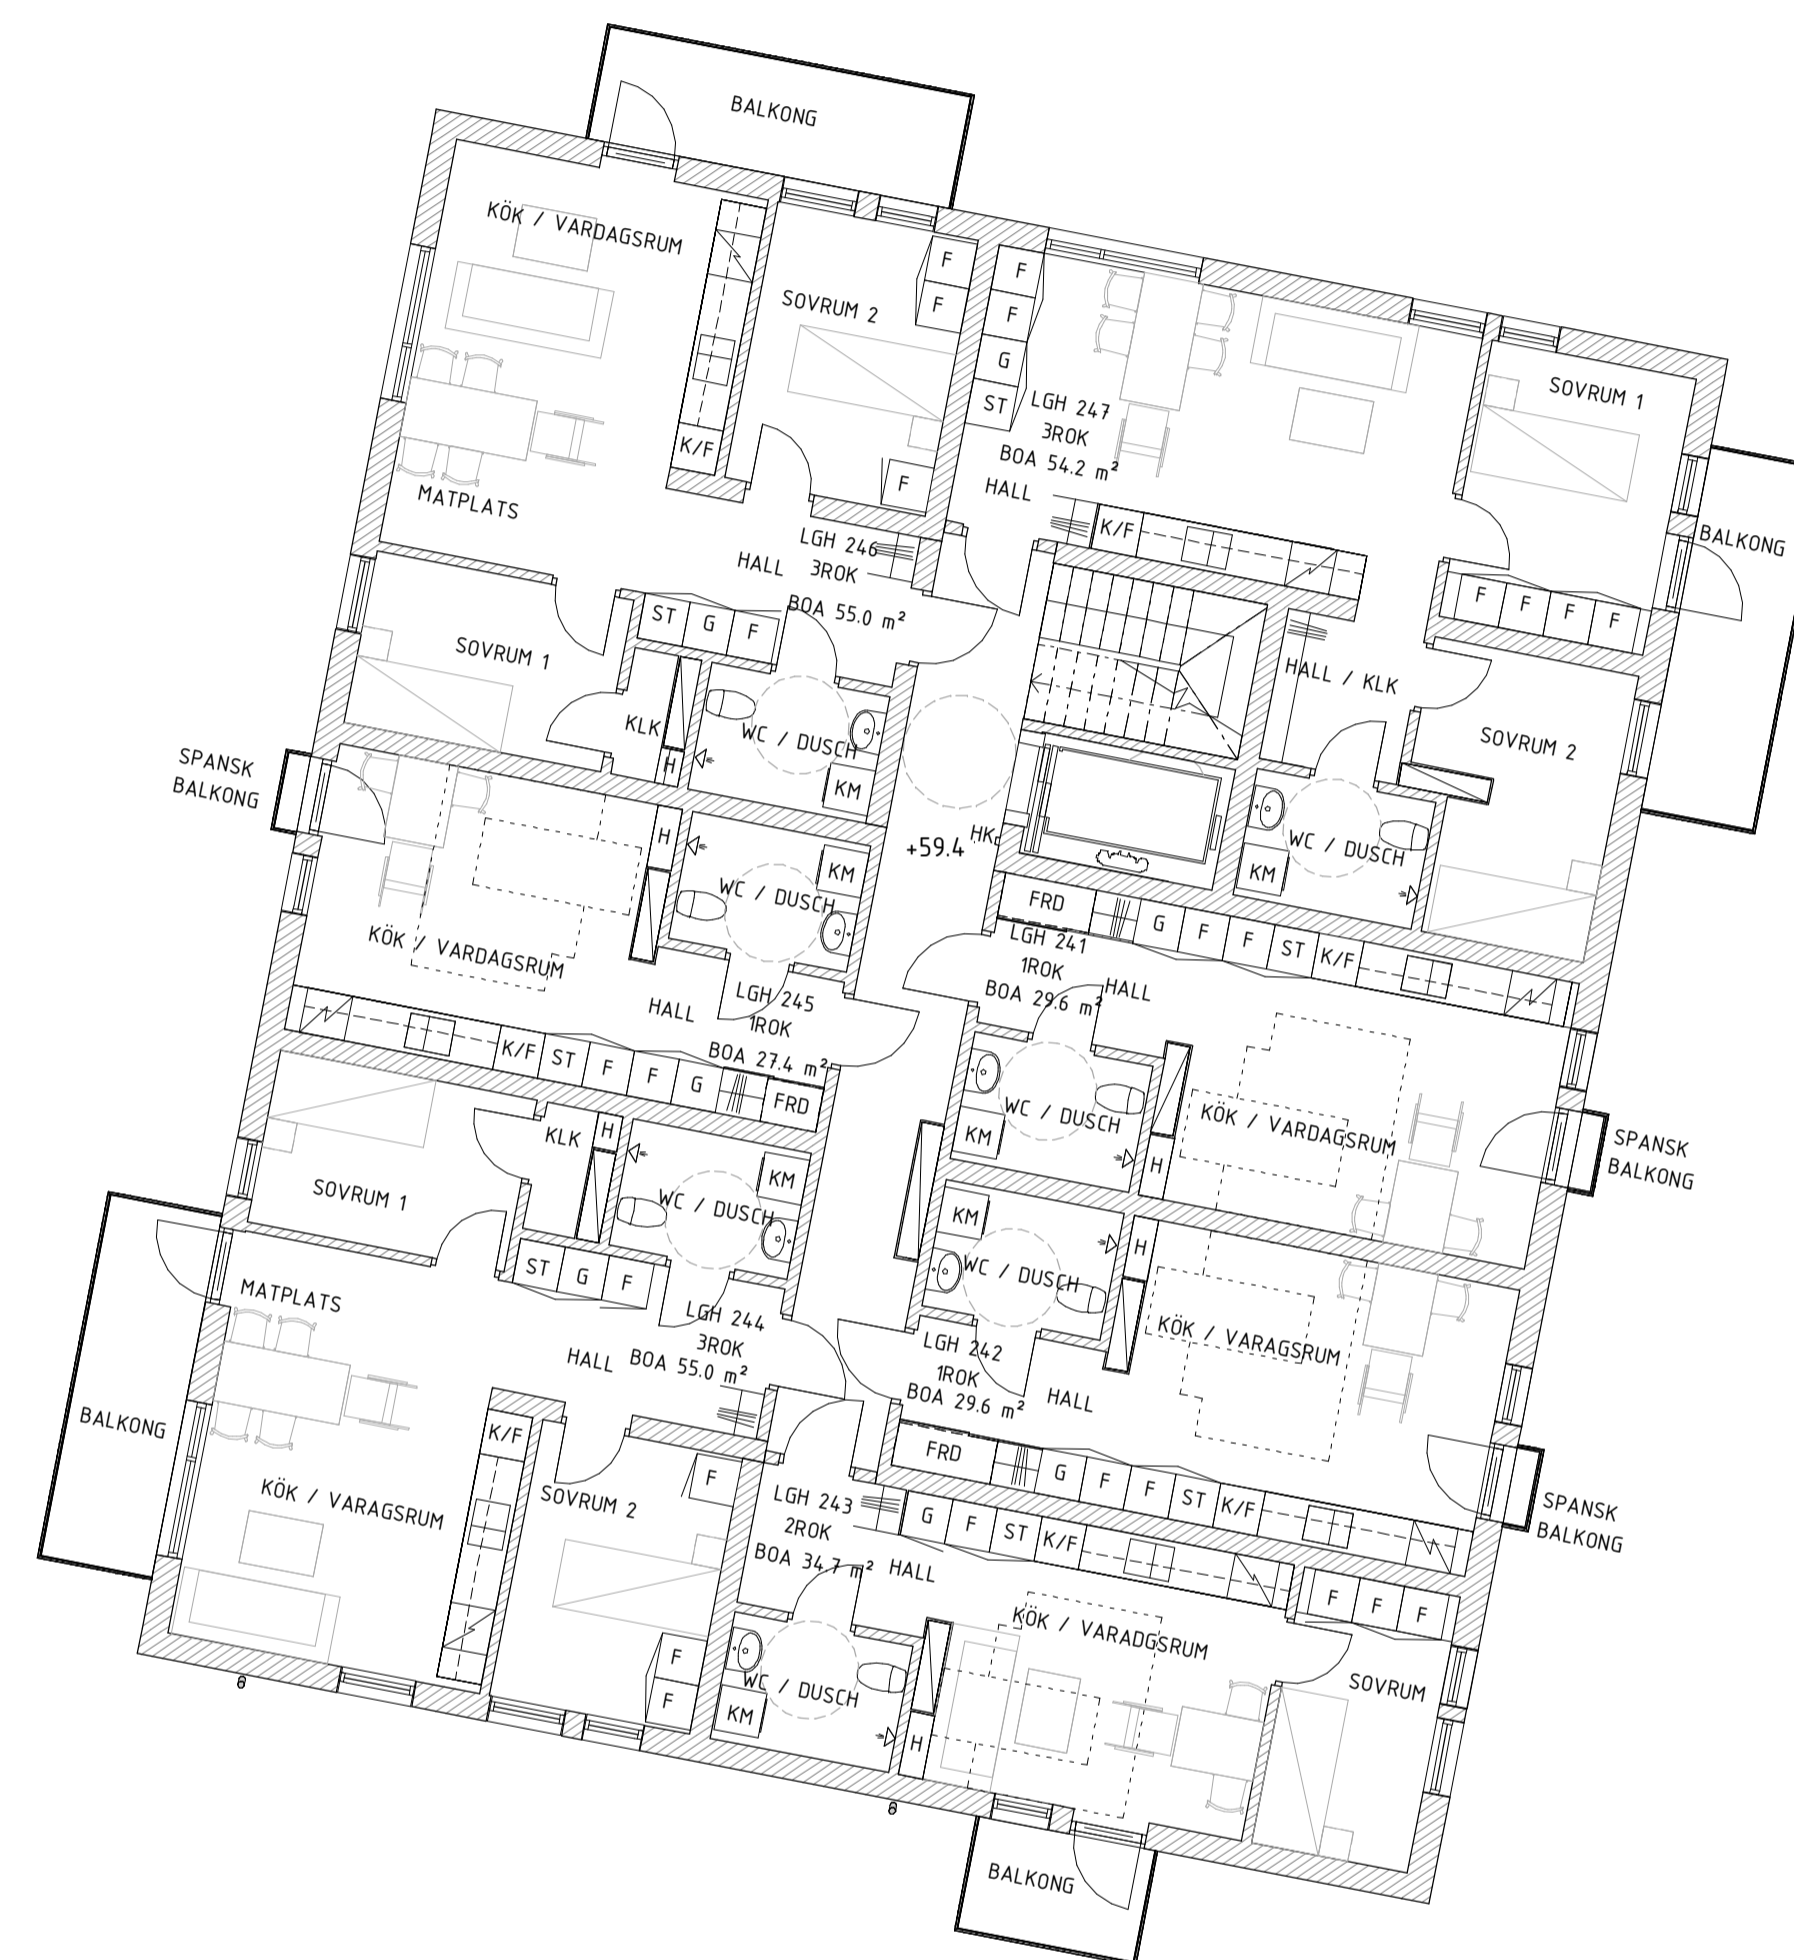 BALKONG
KÖK / VARDAGSRUM
SOVRUM 2
F
F
K/F
F
MATPLATS
LGH 246
3ROK
BOA 55.0 m²
HALL
SOVRUM 1
ST
G
F
KLK
H
WC / DUSCH
KM
F
F
G
ST
LGH 247
3ROK
BOA 54.2 m²
HALL
K/F
SOVRUM 1
BALKONG
F
F
F
F
HALL / KLK
SOVRUM 2
WC / DUSCH
KM
SPANSK
BALKONG
H
KM
WC / DUSCH
KÖK / VARDAGSRUM
HALL
LGH 245
1ROK
BOA 27.4 m²
K/F
ST
F
F
G
FRD
+59.4
HK
FRD
G
F
F
ST
K/F
LGH 241
1ROK
BOA 29.6 m²
HALL
WC / DUSCH
KM
H
KÖK / VARDAGSRUM
SPANSK
BALKONG
KLK
H
KM
WC / DUSCH
SOVRUM 1
ST
G
F
MATPLATS
LGH 244
3ROK
BOA 55.0 m²
HALL
BALKONG
K/F
KÖK / VARAGSRUM
SOVRUM 2
F
F
F
KM
H
WC / DUSCH
KÖK / VARAGSRUM
LGH 242
1ROK
BOA 29.6 m²
HALL
FRD
G
F
F
ST
K/F
SPANSK
BALKONG
LGH 243
2ROK
BOA 34.7 m²
HALL
G
F
ST
K/F
F
F
F
KÖK / VARADGSRUM
SOVRUM
WC / DUSCH
KM
H
BALKONG